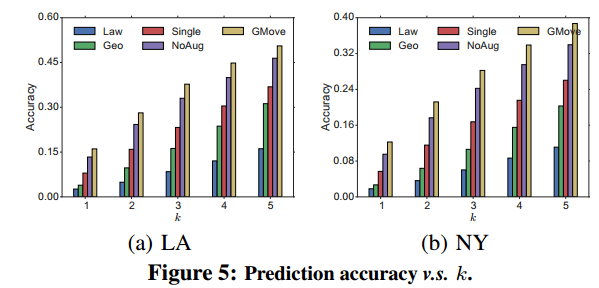 0.60
0.45
0.30
0.15
0.00
Accuracy
Law Single GMove
Geo NoAug
1 2 3 4 5
k
(a) LA
0.40
0.32
0.24
0.16
0.08
0.00
Accuracy
Law Single GMove
Geo NoAug
1 2 3 4 5
k
(b) NY
Figure 5: Prediction accuracy v.s. k.